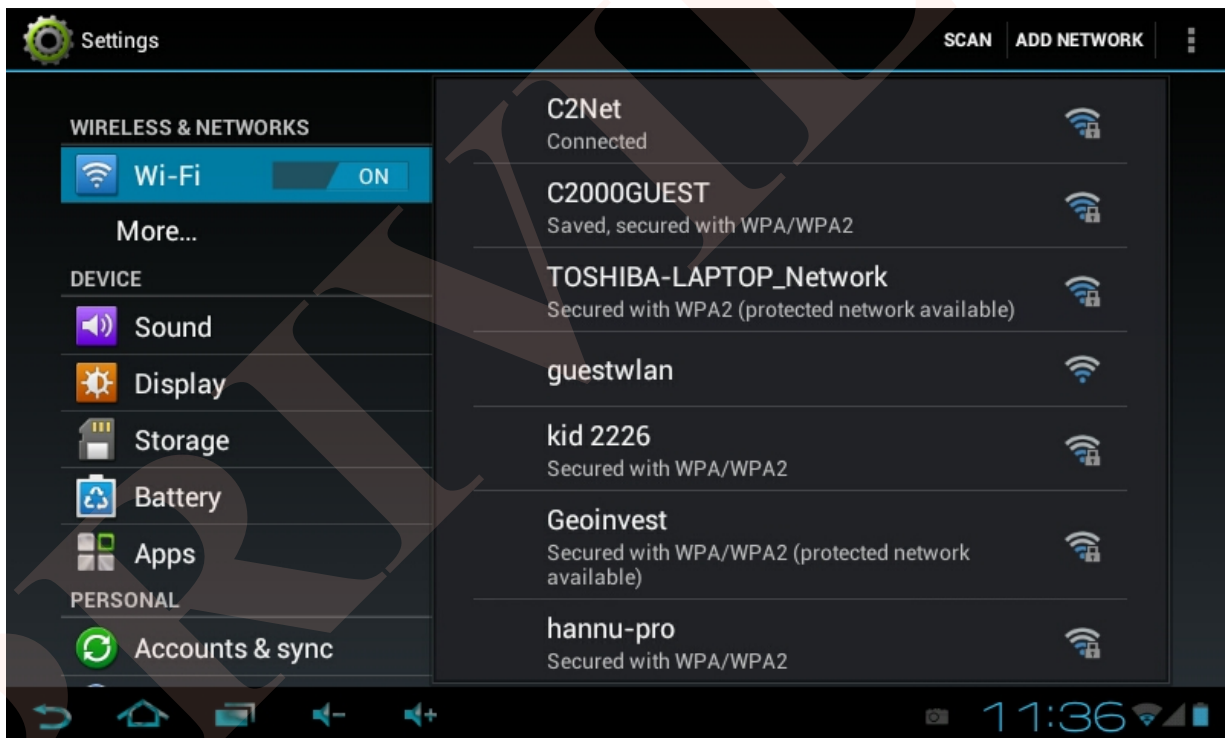 Settings
SCAN
ADD NETWORK
WIRELESS & NETWORKS
Wi-Fi
ON
More...
DEVICE
Sound
Display
Storage
Battery
Apps
PERSONAL
Accounts & sync
C2Net
Connected
C2000GUEST
Saved, secured with WPA/WPA2
TOSHIBA-LAPTOP_Network
Secured with WPA2 (protected network available)
guestwlan
kid 2226
Secured with WPA/WPA2
Geoinvest
Secured with WPA/WPA2 (protected network
available)
hannu-pro
Secured with WPA/WPA2
11:36
PRIVIL